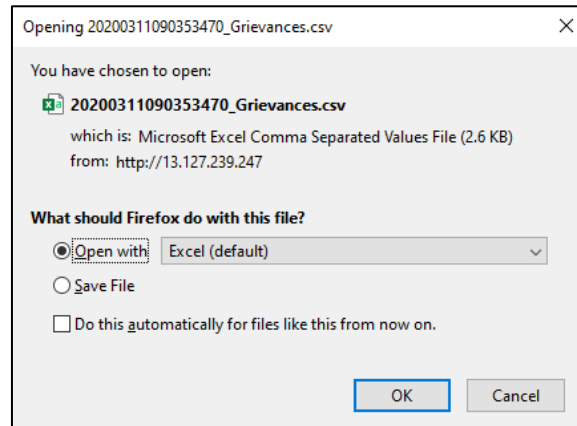 Opening 20200311090353470_Grievances.csv
You have chosen to open:
20200311090353470_Grievances.csv
which is: Microsoft Excel Comma Separated Values File (2.6 KB)
from: http://13.127.239.247
What should Firefox do with this file?
Open with Excel (default)
Save File
Do this automatically for files like this from now on.
OK Cancel